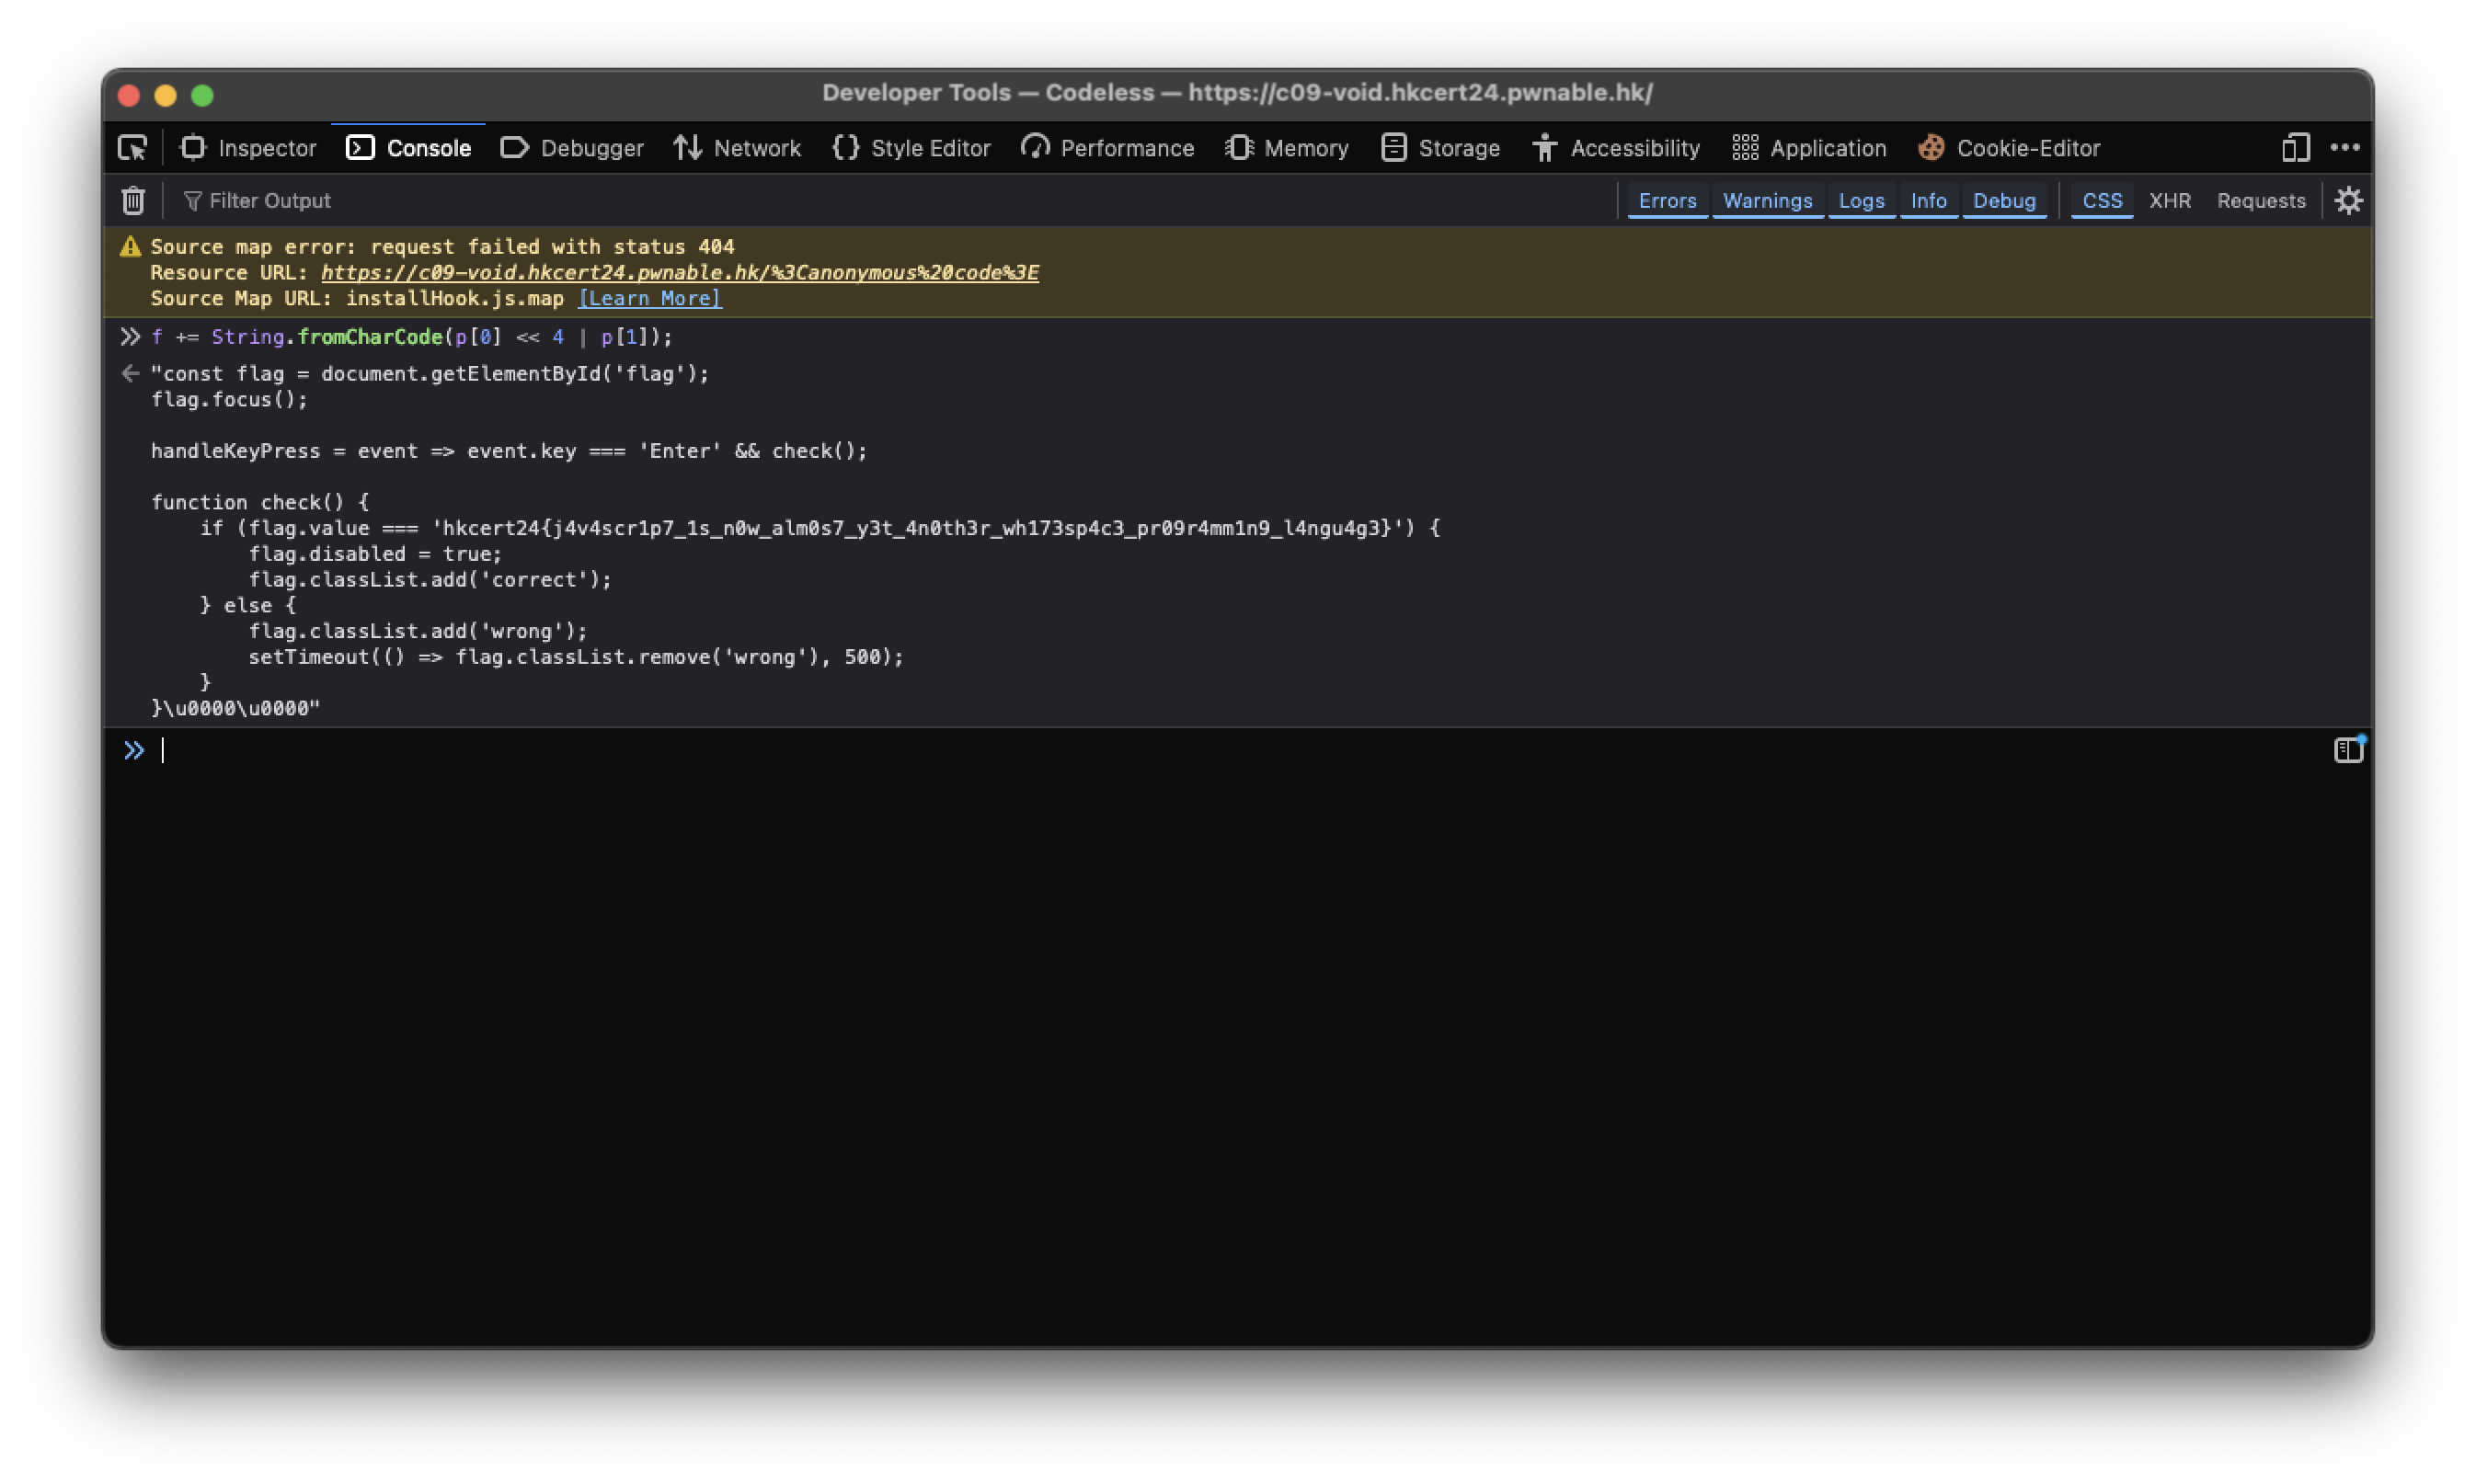 Developer Tools — Codeless — https://c09-void.hkcert24.pwnable.hk/
Inspector Console Debugger Network Style Editor Performance Memory Storage Accessibility Application Cookie-Editor
Filter Output Errors Warnings Logs Info Debug CSS XHR Requests
Source map error: request failed with status 404
Resource URL: https://c09-void.hkcert24.pwnable.hk/%3Canonymous%20code%3E
Source Map URL: installHook.js.map [Learn More]
f += String.fromCharCode(p[0] << 4 | p[1]);
"const flag = document.getElementById('flag');
flag.focus();
handleKeyPress = event => event.key === 'Enter' && check();
function check() {
    if (flag.value === 'hkcert24{j4v4scr1p7_1s_n0w_alm0s7_y3t_4n0th3r_wh173sp4c3_pr09r4mm1n9_l4ngu4g3}') {
        flag.disabled = true;
        flag.classList.add('correct');
    } else {
        flag.classList.add('wrong');
        setTimeout(() => flag.classList.remove('wrong'), 500);
    }
}\u0000\u0000"